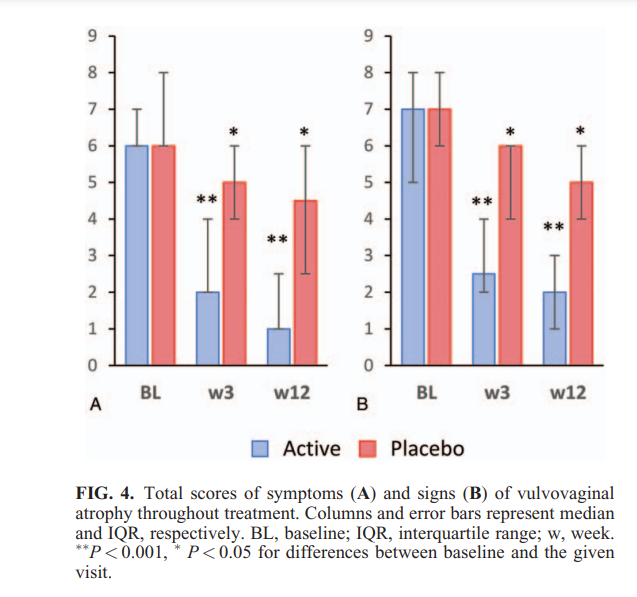 9
8
7
6
5
4
3
2
1
0
**
*
**
*
BL
w3
w12
A
9
8
7
6
5
4
3
2
1
0
**
*
**
*
BL
w3
w12
B
Active
Placebo
FIG. 4. Total scores of symptoms (A) and signs (B) of vulvovaginal
atrophy throughout treatment. Columns and error bars represent median
and IQR, respectively. BL, baseline; IQR, interquartile range; w, week.
**P < 0.001, * P < 0.05 for differences between baseline and the given
visit.